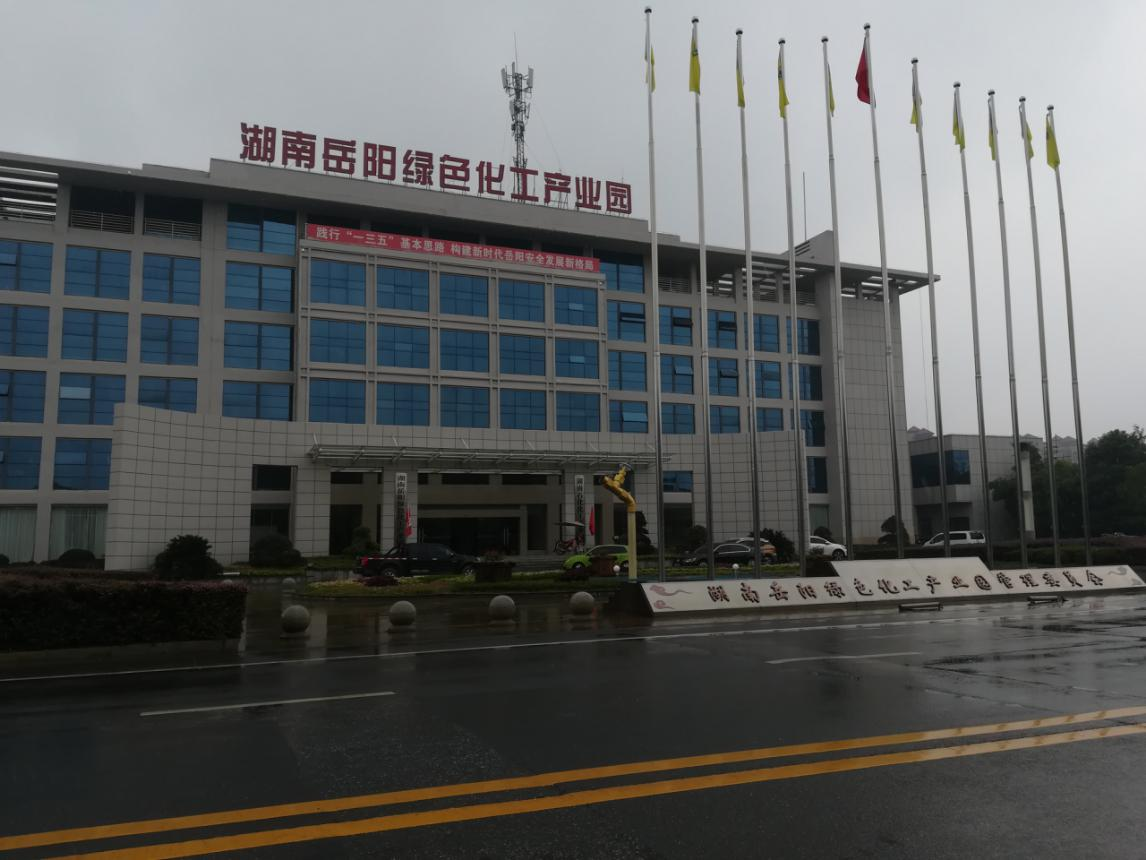 湖南岳阳绿色化工产业园
践行“一三五”基本思路 构建新时代岳阳安全发展新格局
湖南岳阳绿色化工产业园管理委员会